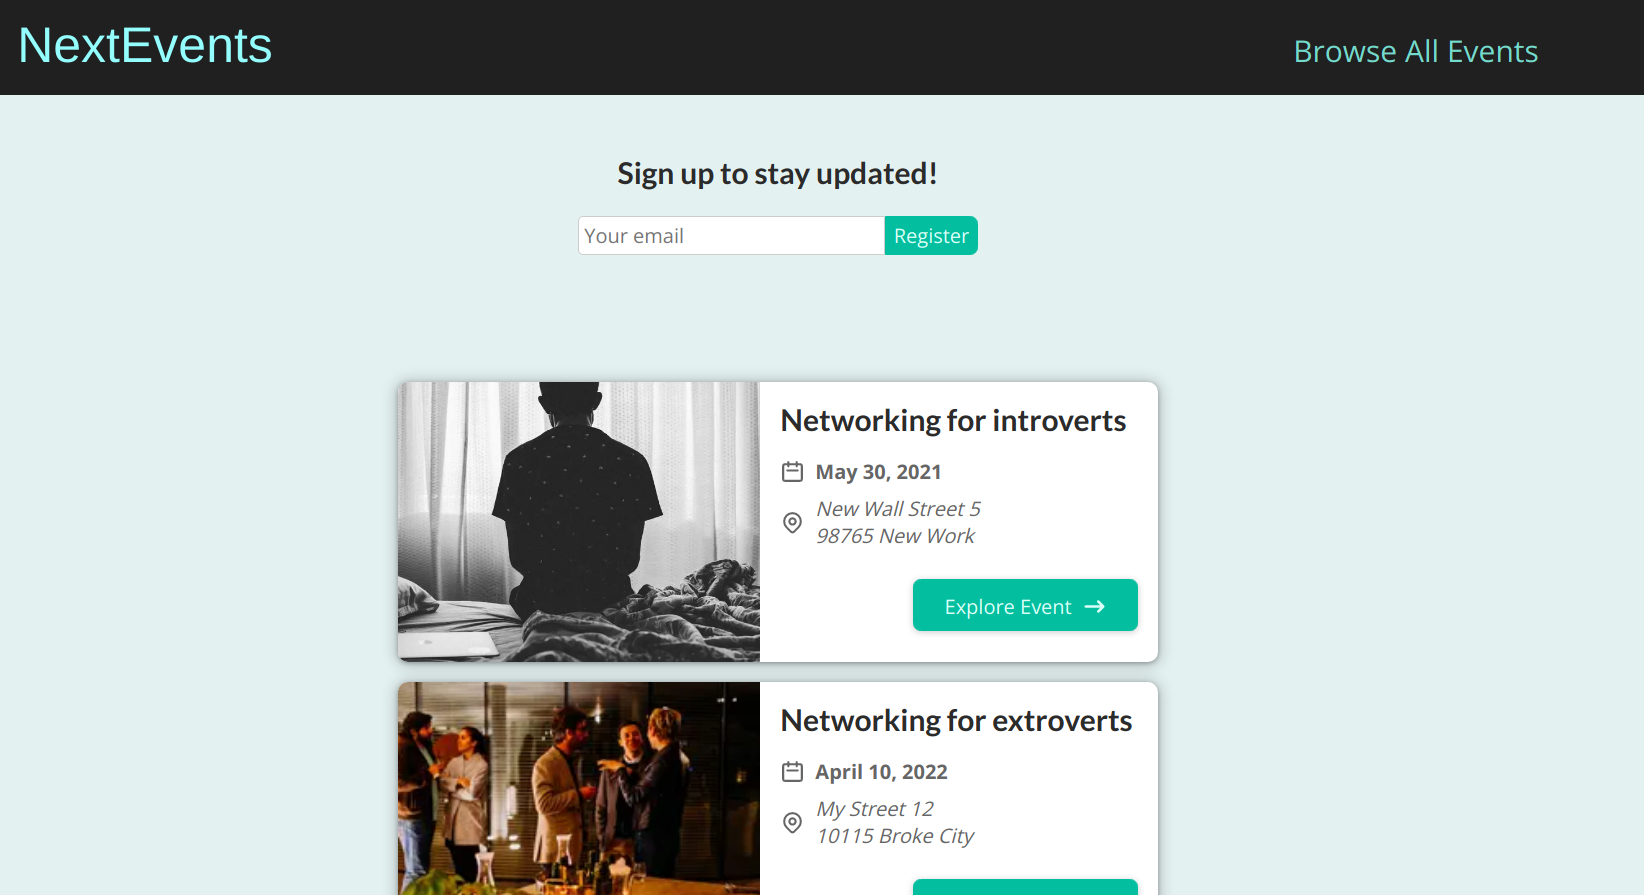 NextEvents
Browse All Events
Sign up to stay updated!
Your email
Register
Networking for introverts
May 30, 2021
New Wall Street 5
98765 New Work
Explore Event
Networking for extroverts
April 10, 2022
My Street 12
10115 Broke City